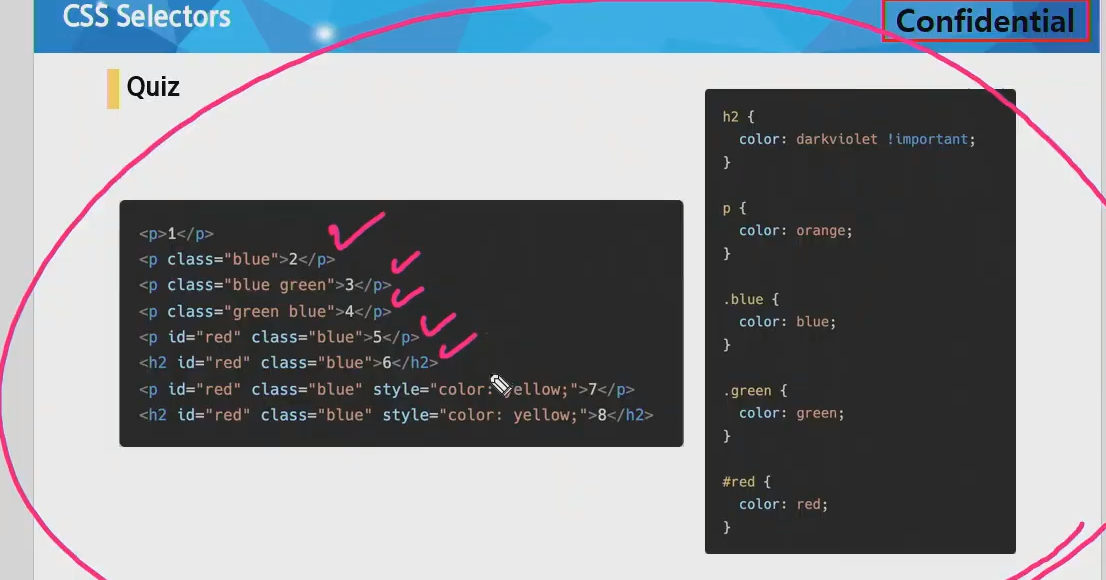 CSS Selectors
Confidential
Quiz
<p>1</p>
<p class="blue">2</p>
<p class="blue green">3</p>
<p class="green blue">4</p>
<p id="red" class="blue">5</p>
<h2 id="red" class="blue">6</h2>
<p id="red" class="blue" style="color: yellow;">7</p>
<h2 id="red" class="blue" style="color: yellow;">8</h2>
h2 {
  color: darkviolet !important;
}
p {
  color: orange;
}
.blue {
  color: blue;
}
.green {
  color: green;
}
#red {
  color: red;
}